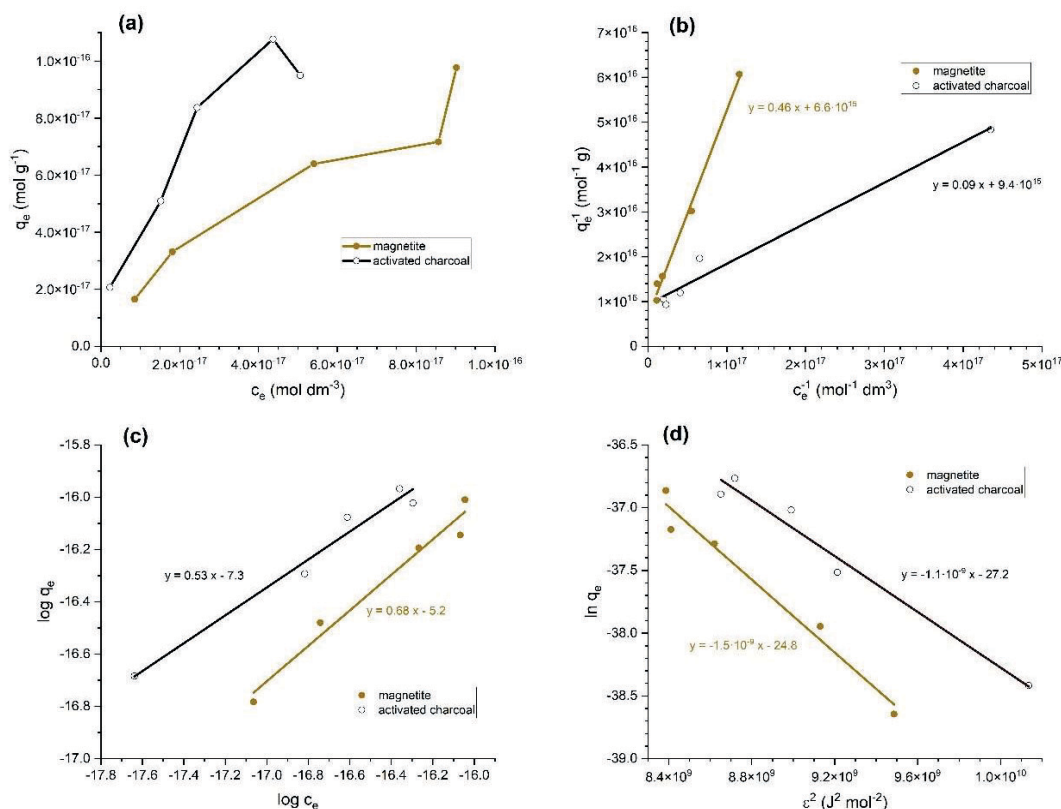 (a)
1.0×10⁻¹⁶
8.0×10⁻¹⁷
6.0×10⁻¹⁷
4.0×10⁻¹⁷
2.0×10⁻¹⁷
0.0
qₑ (mol g⁻¹)
magnetite
activated charcoal
0.0 2.0×10⁻¹⁷ 4.0×10⁻¹⁷ 6.0×10⁻¹⁷ 8.0×10⁻¹⁷ 1.0×10⁻¹⁶
cₑ (mol dm⁻³)
(b)
7×10¹⁶
6×10¹⁶
5×10¹⁶
4×10¹⁶
3×10¹⁶
2×10¹⁶
1×10¹⁶
0
qₑ⁻¹ (mol⁻¹ g)
magnetite
activated charcoal
y = 0.46 x + 6.6·10¹⁵
y = 0.09 x + 9.4·10¹⁵
0 1×10¹⁷ 2×10¹⁷ 3×10¹⁷ 4×10¹⁷ 5×10¹⁷
cₑ⁻¹ (mol⁻¹ dm³)
(c)
-15.8
-16.0
-16.2
-16.4
-16.6
-16.8
-17.0
log qₑ
y = 0.53 x - 7.3
y = 0.68 x - 5.2
magnetite
activated charcoal
-17.8 -17.6 -17.4 -17.2 -17.0 -16.8 -16.6 -16.4 -16.2 -16.0
log cₑ
(d)
-36.5
-37.0
-37.5
-38.0
-38.5
-39.0
ln qₑ
magnetite
activated charcoal
y = -1.1·10⁻⁹ x - 27.2
y = -1.5·10⁻⁹ x - 24.8
8.4×10⁹ 8.8×10⁹ 9.2×10⁹ 9.6×10⁹ 1.0×10¹⁰
ε² (J² mol⁻²)